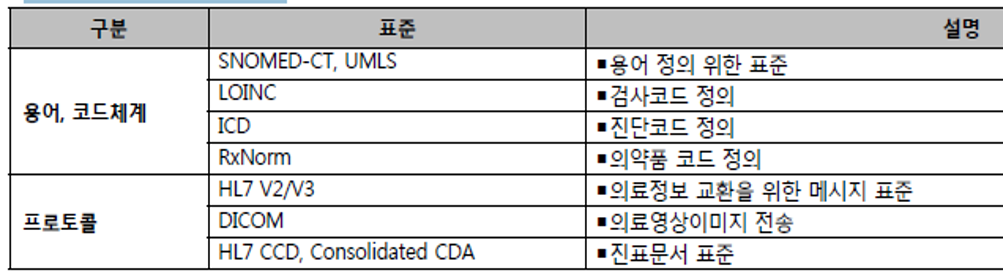 구분 표준 설명
용어, 코드체계 SNOMED-CT, UMLS ▪용어 정의 위한 표준
LOINC ▪검사코드 정의
ICD ▪진단코드 정의
RxNorm ▪의약품 코드 정의
프로토콜 HL7 V2/V3 ▪의료정보 교환을 위한 메시지 표준
DICOM ▪의료영상이미지 전송
HL7 CCD, Consolidated CDA ▪진표문서 표준